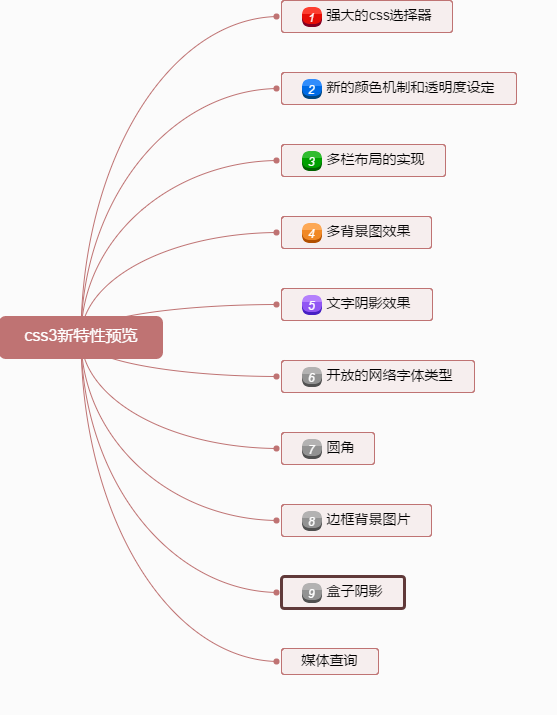 1 强大的css选择器
2 新的颜色机制和透明度设定
3 多栏布局的实现
4 多背景图效果
5 文字阴影效果
css3新特性预览
6 开放的网络字体类型
7 圆角
8 边框背景图片
9 盒子阴影
媒体查询